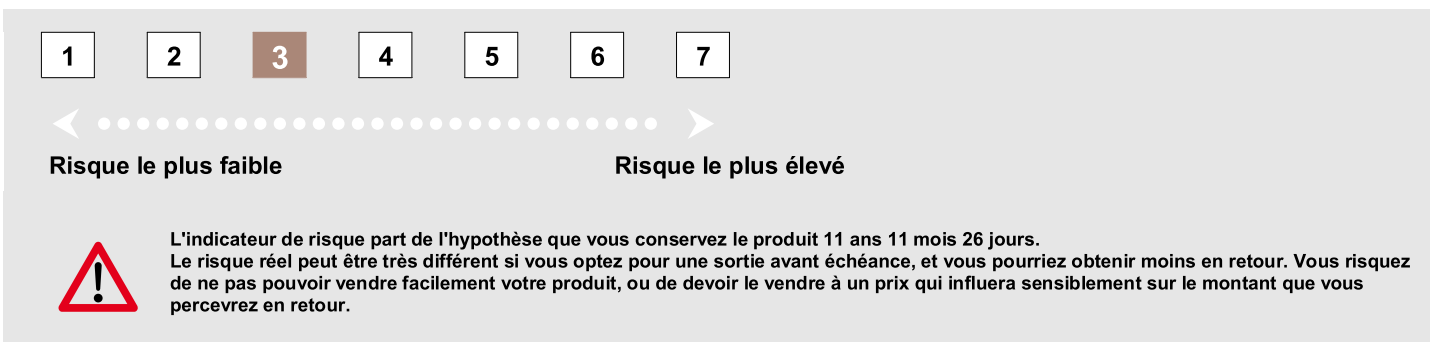 1 2 3 4 5 6 7
Risque le plus faible Risque le plus élevé
L'indicateur de risque part de l'hypothèse que vous conservez le produit 11 ans 11 mois 26 jours.
Le risque réel peut être très différent si vous optez pour une sortie avant échéance, et vous pourriez obtenir moins en retour. Vous risquez
de ne pas pouvoir vendre facilement votre produit, ou de devoir le vendre à un prix qui influera sensiblement sur le montant que vous
percevrez en retour.